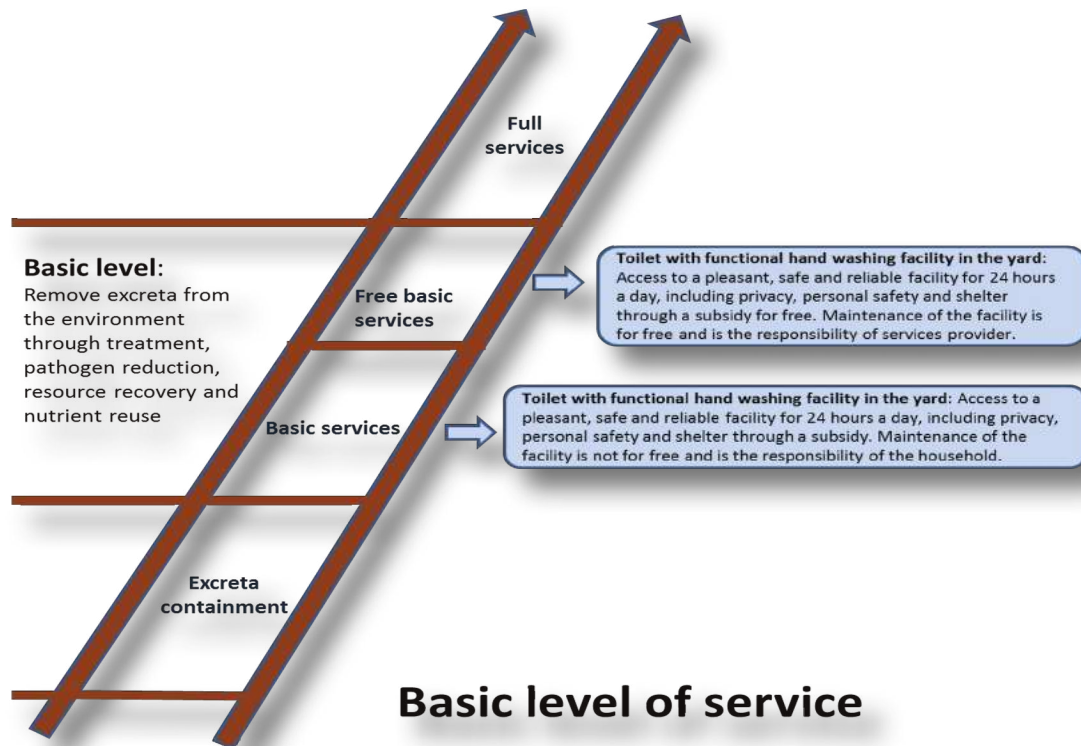 Full
services
Basic level:
Remove excreta from
the environment
through treatment,
pathogen reduction,
resource recovery and
nutrient reuse
Free basic
services
Toilet with functional hand washing facility in the yard:
Access to a pleasant, safe and reliable facility for 24 hours
a day, including privacy, personal safety and shelter
through a subsidy for free. Maintenance of the facility is
for free and is the responsibility of services provider.
Basic services
Toilet with functional hand washing facility in the yard: Access to
a pleasant, safe and reliable facility for 24 hours a day, including privacy,
personal safety and shelter through a subsidy. Maintenance of the
facility is not for free and is the responsibility of the household.
Excreta
containment
Basic level of service